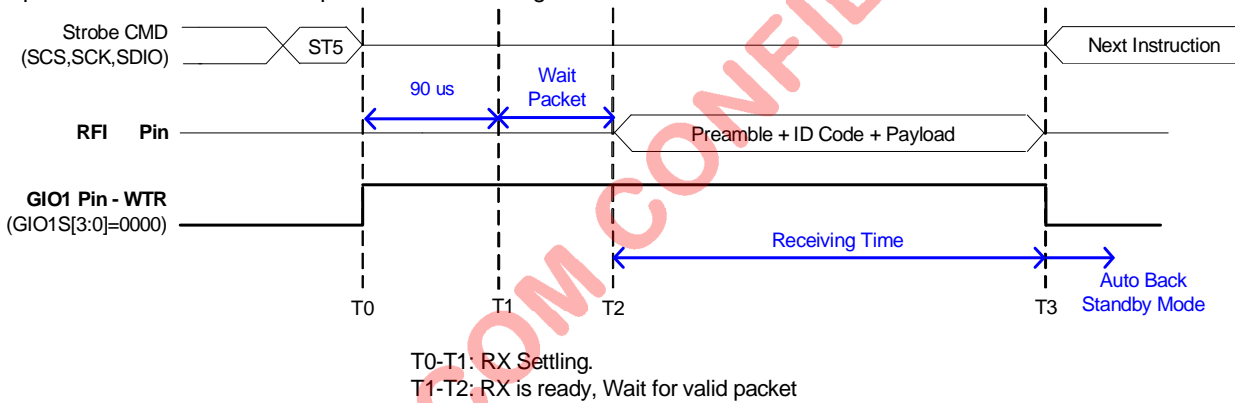 Strobe CMD
(SCS,SCK,SDIO)
ST5
Next Instruction
90 us
Wait
Packet
RFI Pin
Preamble + ID Code + Payload
GIO1 Pin - WTR
(GIO1S[3:0]=0000)
Receiving Time
Auto Back
Standby Mode
T0
T1
T2
T3
T0-T1: RX Settling.
T1-T2: RX is ready, Wait for valid packet
COM CONFI